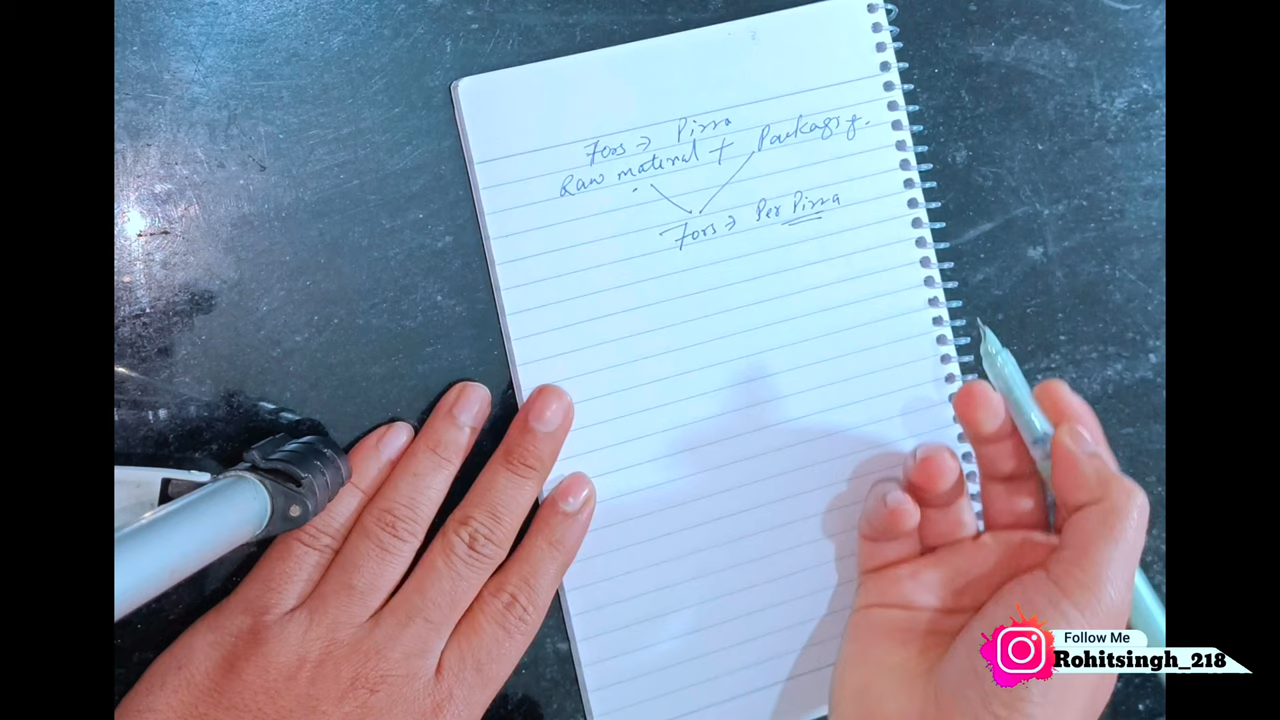 70rs → Pizza
Raw material + Packaging.
70rs → Per Pizza
Follow Me
Rohitsingh_218